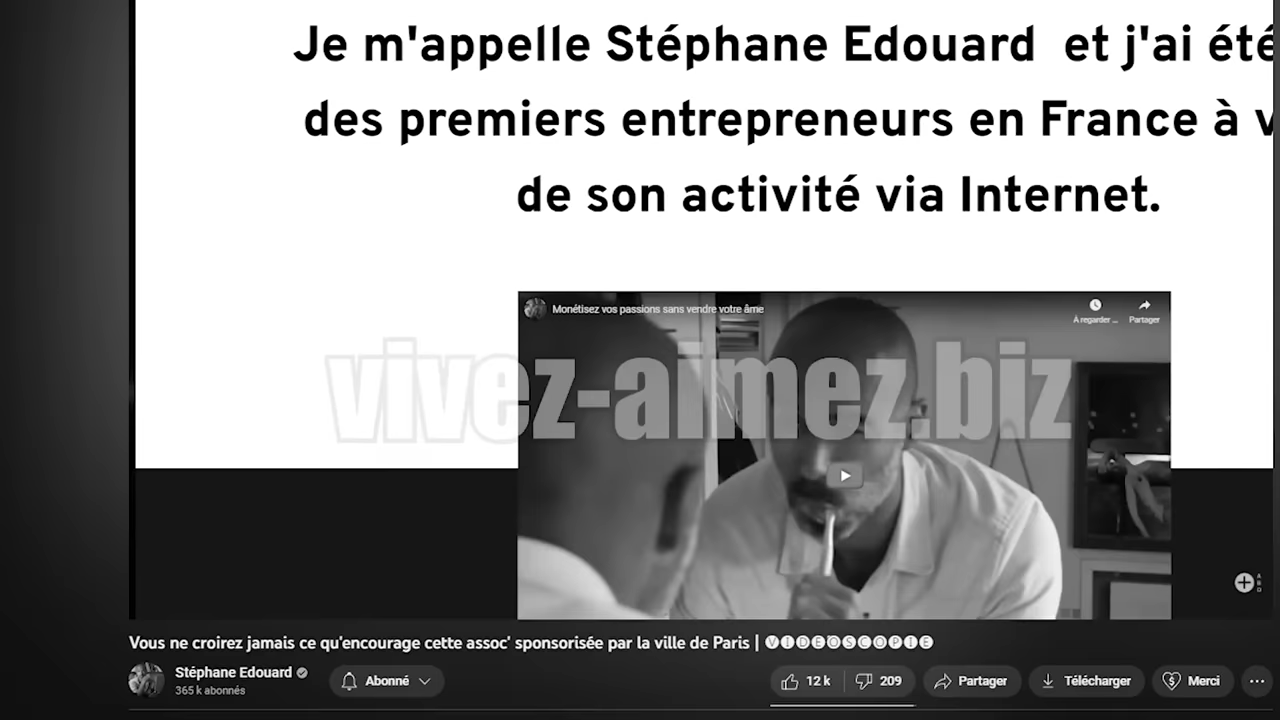 Je m'appelle Stéphane Edouard et j'ai été
des premiers entrepreneurs en France à v
de son activité via Internet.
Monétisez vos passions sans vendre votre âme
À regarder ...
Partager
vivez-aimez.biz
Vous ne croirez jamais ce qu'encourage cette assoc' sponsorisée par la ville de Paris | 🅥🅘🅓🅔🅞🅢🅒🅞🅟🅘🅔
Stéphane Edouard
365 k abonnés
Abonné
12 k
209
Partager
Télécharger
Merci